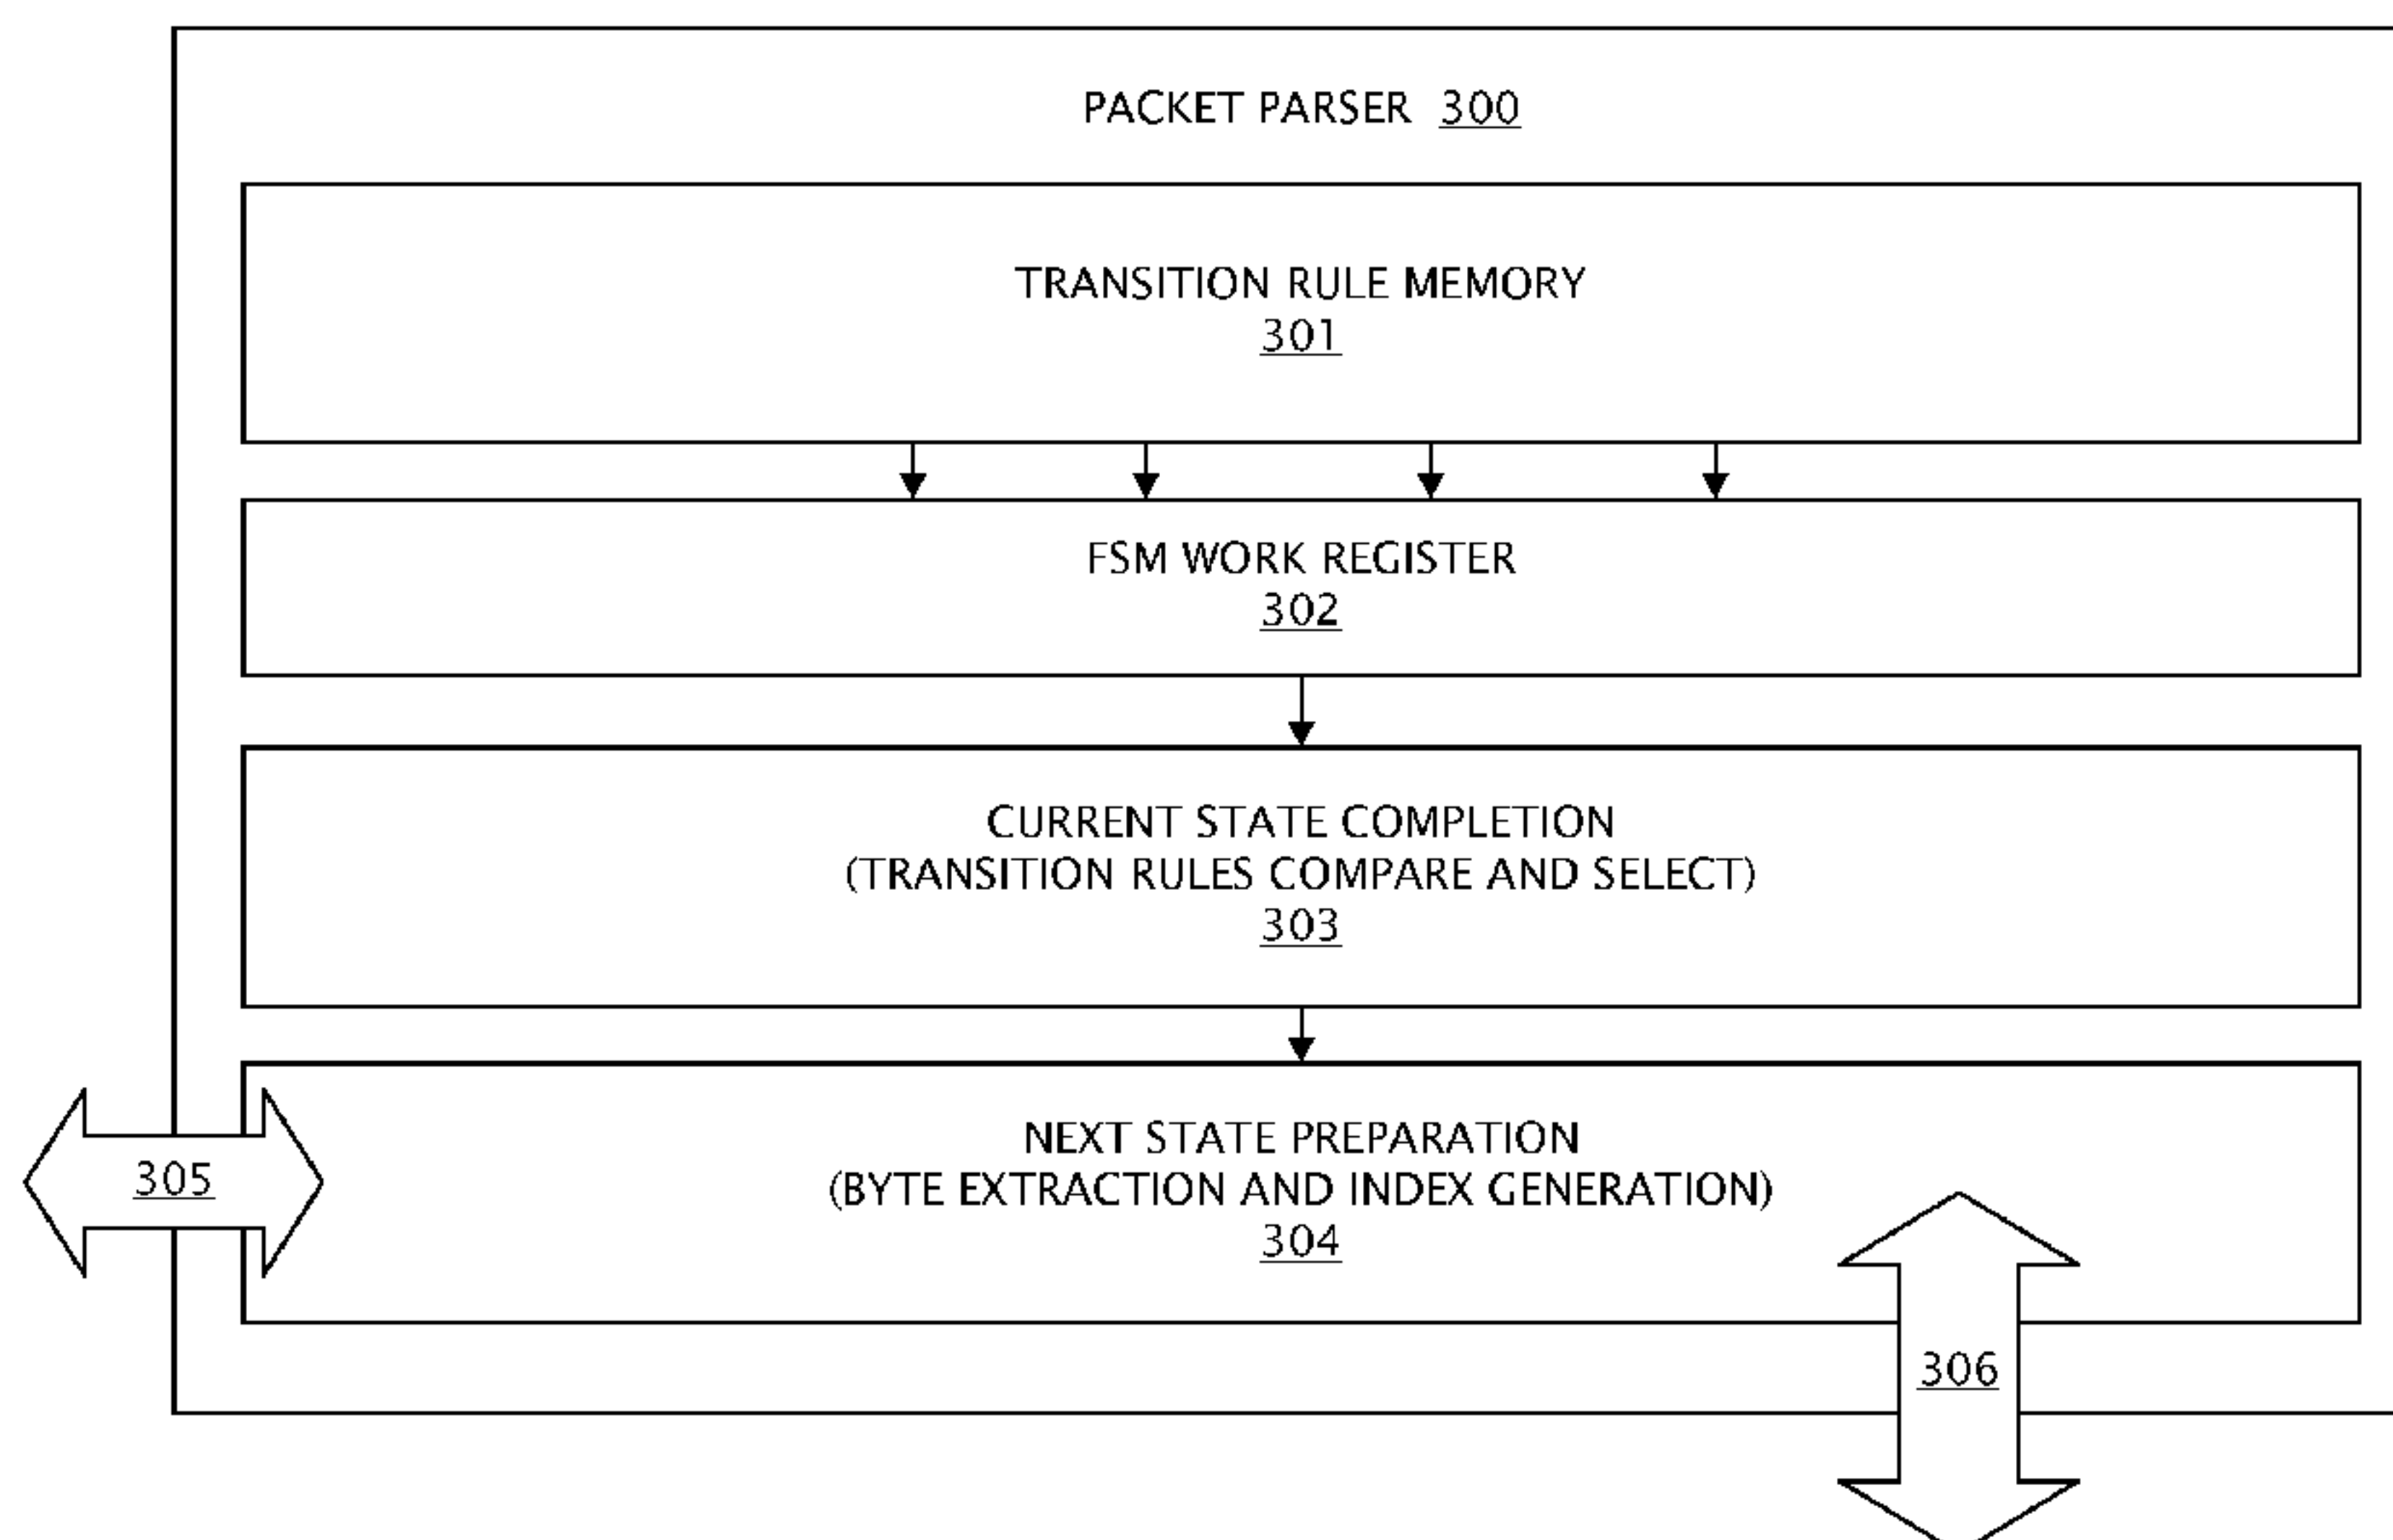 PACKET PARSER 300
TRANSITION RULE MEMORY
301
FSM WORK REGISTER
302
CURRENT STATE COMPLETION
(TRANSITION RULES COMPARE AND SELECT)
303
NEXT STATE PREPARATION
(BYTE EXTRACTION AND INDEX GENERATION)
304
305
306